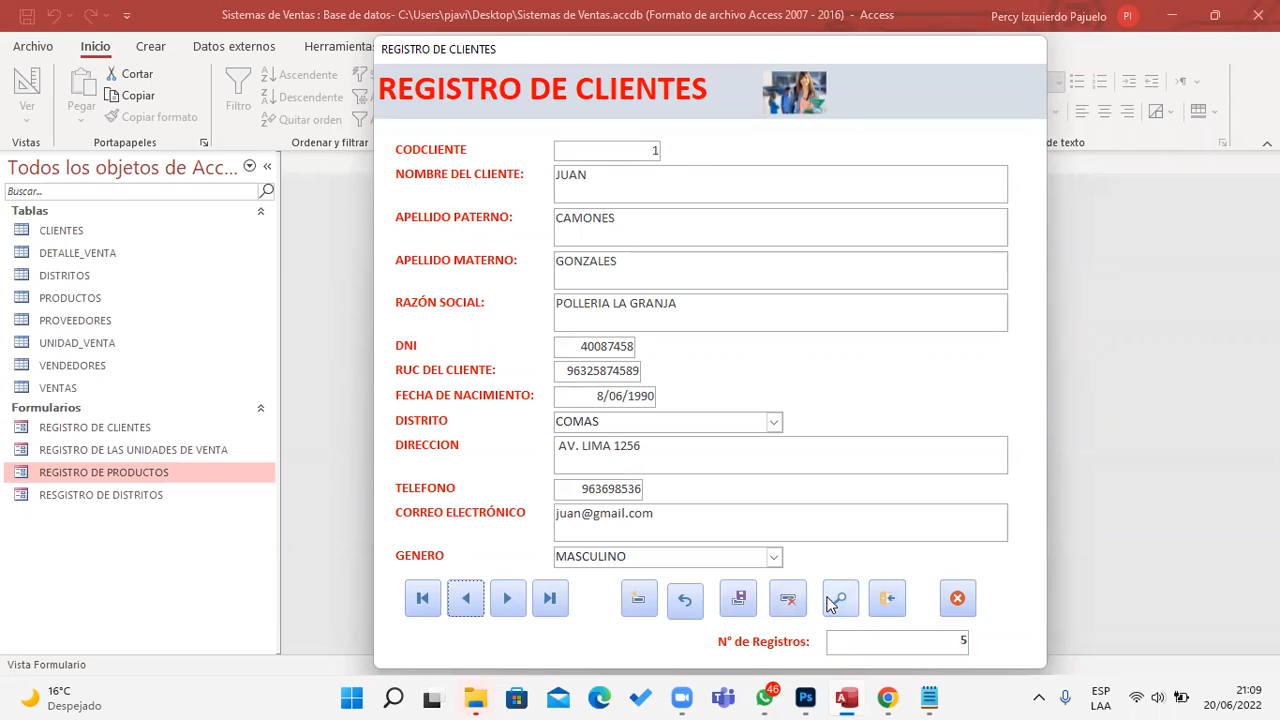 Sistemas de Ventas : Base de datos- C:\Users\pjavi\Desktop\Sistemas de Ventas.accdb (Formato de archivo Access 2007 - 2016) - Access
Percy Izquierdo Pajuelo
PI
Archivo
Inicio
Crear
Datos externos
Herramientas
Ver
Pegar
Cortar
Copiar
Copiar formato
Filtro
Ascendente
Descendente
Quitar orden
Vistas
Portapapeles
Ordenar y filtrar
de texto
Todos los objetos de Acc...
Buscar...
Tablas
CLIENTES
DETALLE_VENTA
DISTRITOS
PRODUCTOS
PROVEEDORES
UNIDAD_VENTA
VENDEDORES
VENTAS
Formularios
REGISTRO DE CLIENTES
REGISTRO DE LAS UNIDADES DE VENTA
REGISTRO DE PRODUCTOS
RESGISTRO DE DISTRITOS
REGISTRO DE CLIENTES
REGISTRO DE CLIENTES
CODCLIENTE 1
NOMBRE DEL CLIENTE: JUAN
APELLIDO PATERNO: CAMONES
APELLIDO MATERNO: GONZALES
RAZÓN SOCIAL: POLLERIA LA GRANJA
DNI 40087458
RUC DEL CLIENTE: 96325874589
FECHA DE NACIMIENTO: 8/06/1990
DISTRITO COMAS
DIRECCION AV. LIMA 1256
TELEFONO 963698536
CORREO ELECTRÓNICO juan@gmail.com
GENERO MASCULINO
N° de Registros: 5
Vista Formulario
16°C
Despejado
46
ESP
LAA
21:09
20/06/2022